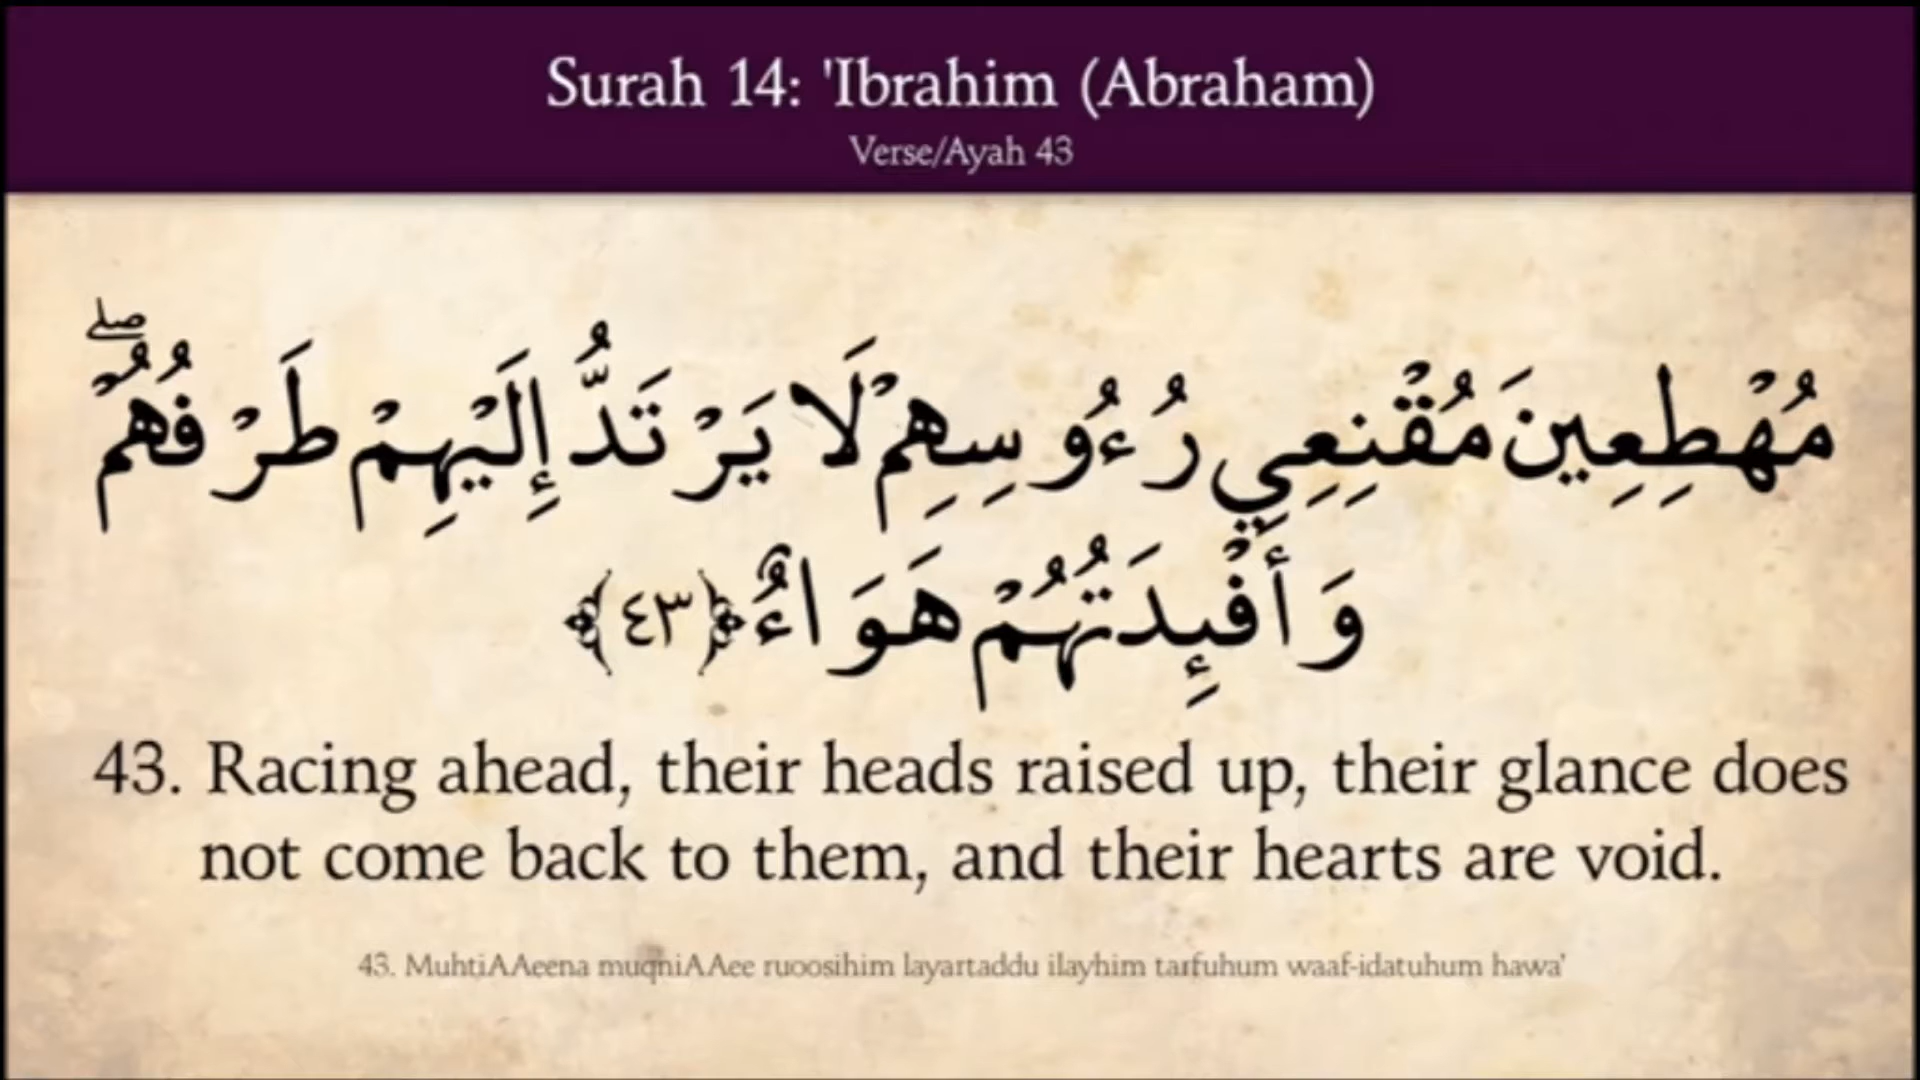 Surah 14: 'Ibrahim (Abraham)
Verse/Ayah 43
مُهْطِعِينَ مُقْنِعِي رُءُوسِهِمْ لَا يَرْتَدُّ إِلَيْهِمْ طَرْفُهُمْ ۖ
وَأَفْئِدَتُهُمْ هَوَاءٌ ﴿٤٣﴾
43. Racing ahead, their heads raised up, their glance does
not come back to them, and their hearts are void.
43. MuhtiAAeena muqniAAee ruoosihim layartaddu ilayhim tarfuhum waaf-idatuhum hawa'